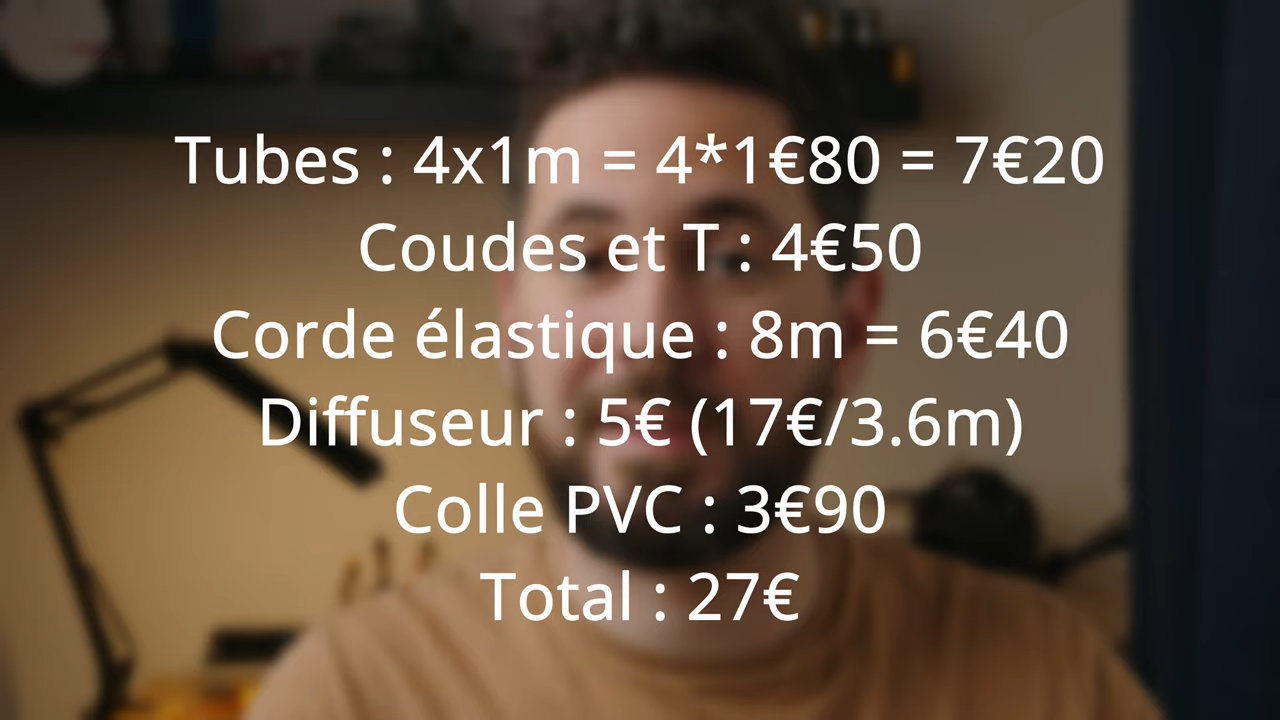 Tubes : 4x1m = 4*1€80 = 7€20
Coudes et T : 4€50
Corde élastique : 8m = 6€40
Diffuseur : 5€ (17€/3.6m)
Colle PVC : 3€90
Total : 27€